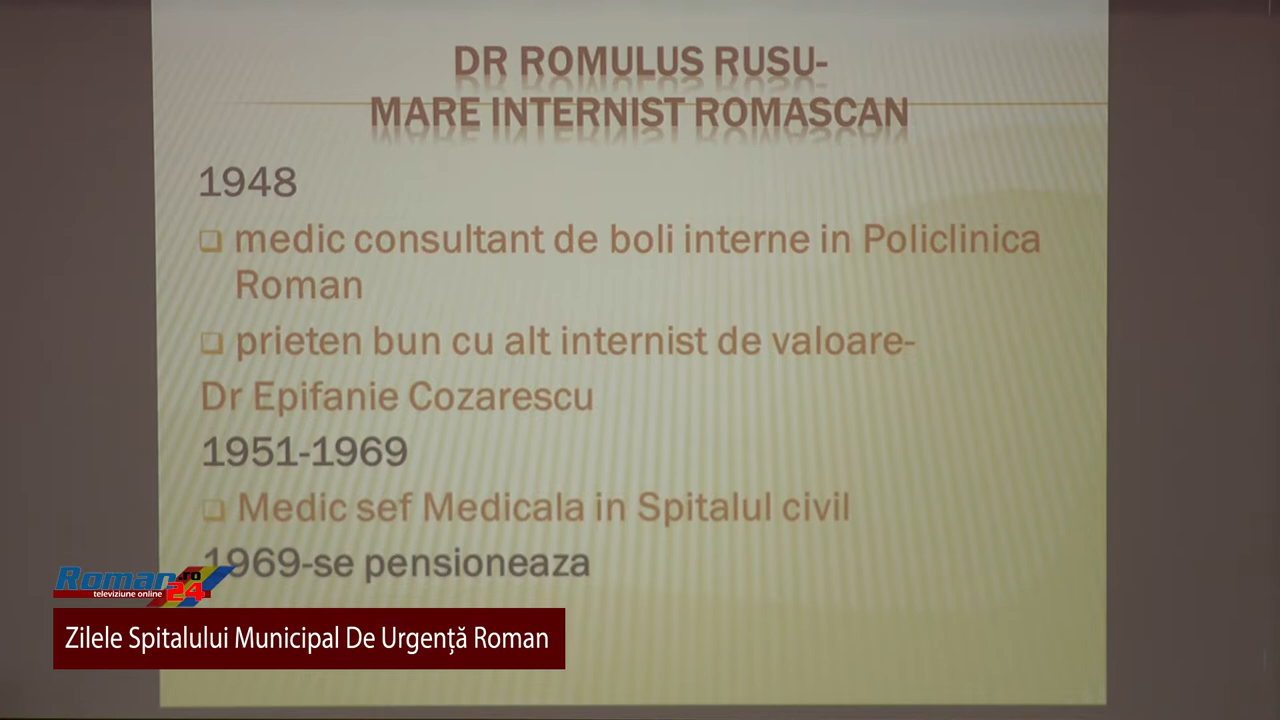 DR ROMULUS RUSU-
MARE INTERNIST ROMASCAN
1948
medic consultant de boli interne in Policlinica
Roman
prieten bun cu alt internist de valoare-
Dr Epifanie Cozarescu
1951-1969
Medic sef Medicala in Spitalul civil
1969-se pensioneaza
Roman .ro
24
televiziune online
Zilele Spitalului Municipal De Urgență Roman